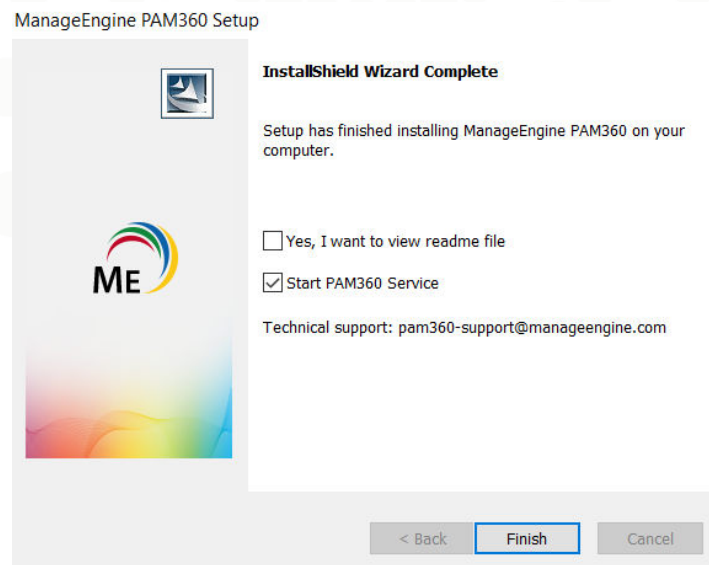 ManageEngine PAM360 Setup
InstallShield Wizard Complete
Setup has finished installing ManageEngine PAM360 on your
computer.
ME
Yes, I want to view readme file
Start PAM360 Service
Technical support: pam360-support@manageengine.com
< Back
Finish
Cancel